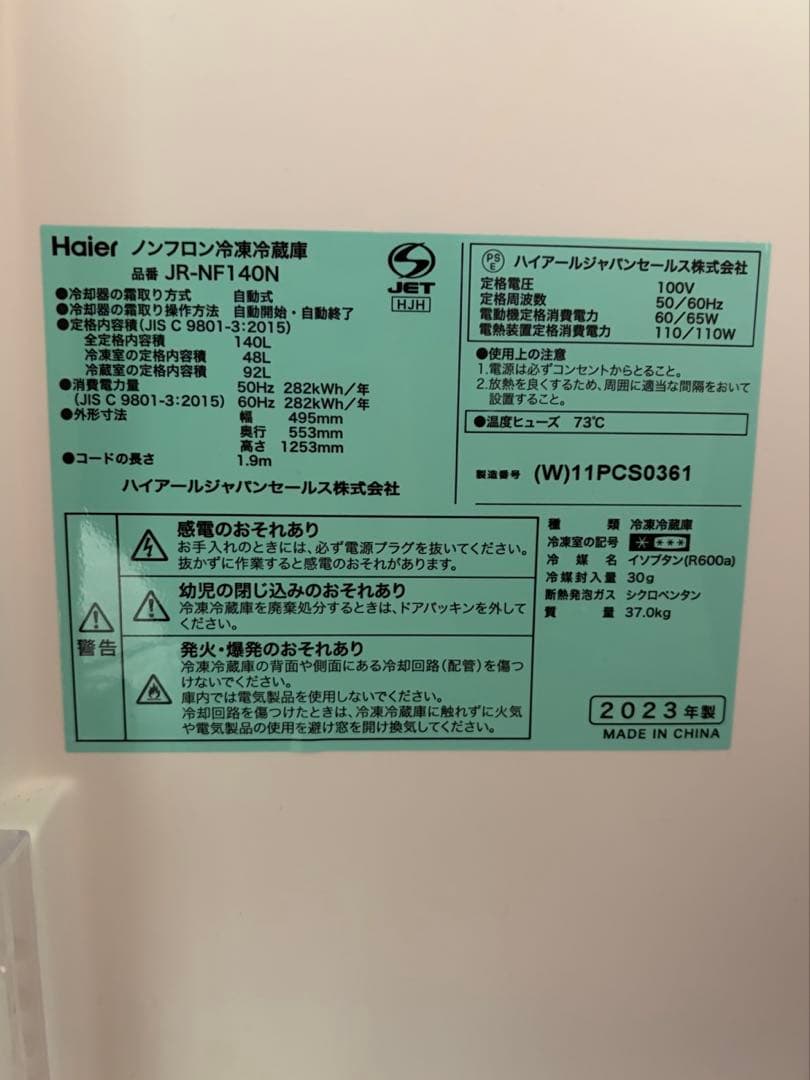 Haier ノンフロン冷凍冷蔵庫
品番 JR-NF140N
●冷却器の霜取り方式 自動式
●冷却器の霜取り操作方法 自動開始・自動終了
●定格内容積(JIS C 9801-3:2015)
全定格内容積 140L
冷凍室の定格内容積 48L
冷蔵室の定格内容積 92L
●消費電力量 50Hz 282kWh/年
(JIS C 9801-3:2015) 60Hz 282kWh/年
●外形寸法 幅 495mm
奥行 553mm
高さ 1253mm
●コードの長さ 1.9m
ハイアールジャパンセールス株式会社
JET
HJH
PSE ハイアールジャパンセールス株式会社
定格電圧 100V
定格周波数 50/60Hz
電動機定格消費電力 60/65W
電熱装置定格消費電力 110/110W
●使用上の注意
1.電源は必ずコンセントからとること。
2.放熱を良くするため、周囲に適当な間隔をおいて
設置すること。
●温度ヒューズ 73℃
製造番号 (W)11PCS0361
警告
感電のおそれあり
お手入れのときには、必ず電源プラグを抜いてください。
抜かずに作業すると感電のおそれがあります。
幼児の閉じ込みのおそれあり
冷凍冷蔵庫を廃棄処分するときは、ドアパッキンを外して
ください。
発火・爆発のおそれあり
冷凍冷蔵庫の背面や側面にある冷却回路(配管)を傷つ
けないでください。
庫内では電気製品を使用しないでください。
冷却回路を傷つけたときは、冷凍冷蔵庫に触れずに火気
や電気製品の使用を避け窓を開け換気してください。
種類 冷凍冷蔵庫
冷凍室の記号 * ***
冷媒名 イソブタン(R600a)
冷媒封入量 30g
断熱発泡ガス シクロペンタン
質量 37.0kg
2023年製
MADE IN CHINA